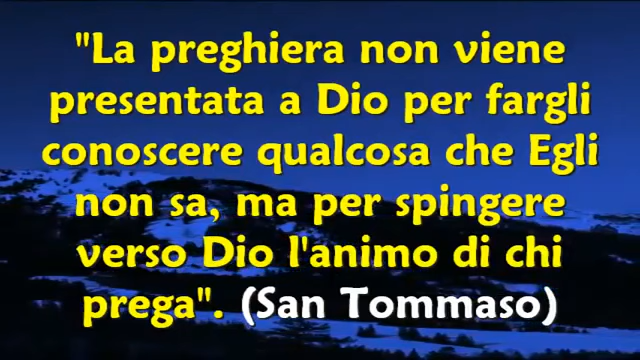 "La preghiera non viene
presentata a Dio per fargli
conoscere qualcosa che Egli
non sa, ma per spingere
verso Dio l'animo di chi
prega". (San Tommaso)